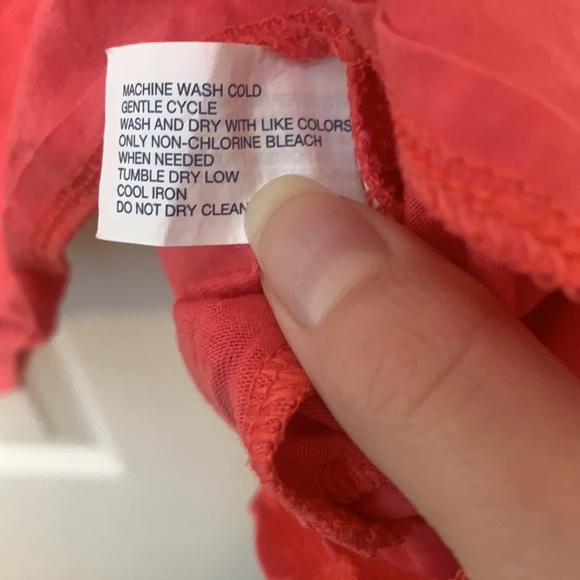 MACHINE WASH COLD
GENTLE CYCLE
WASH AND DRY WITH LIKE COLORS
ONLY NON-CHLORINE BLEACH
WHEN NEEDED
TUMBLE DRY LOW
COOL IRON
DO NOT DRY CLEAN